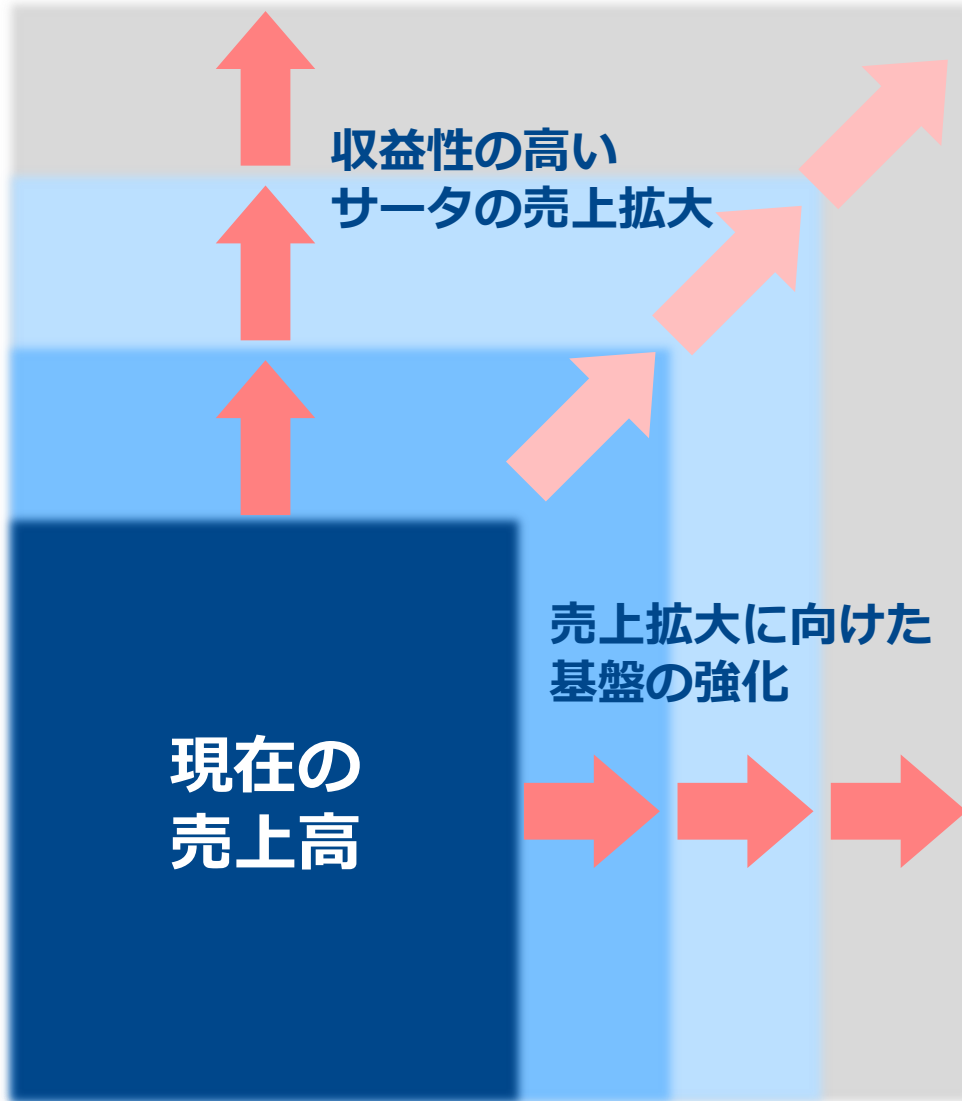 収益性の高い
サータの売上拡大
売上拡大に向けた
基盤の強化
現在の
売上高